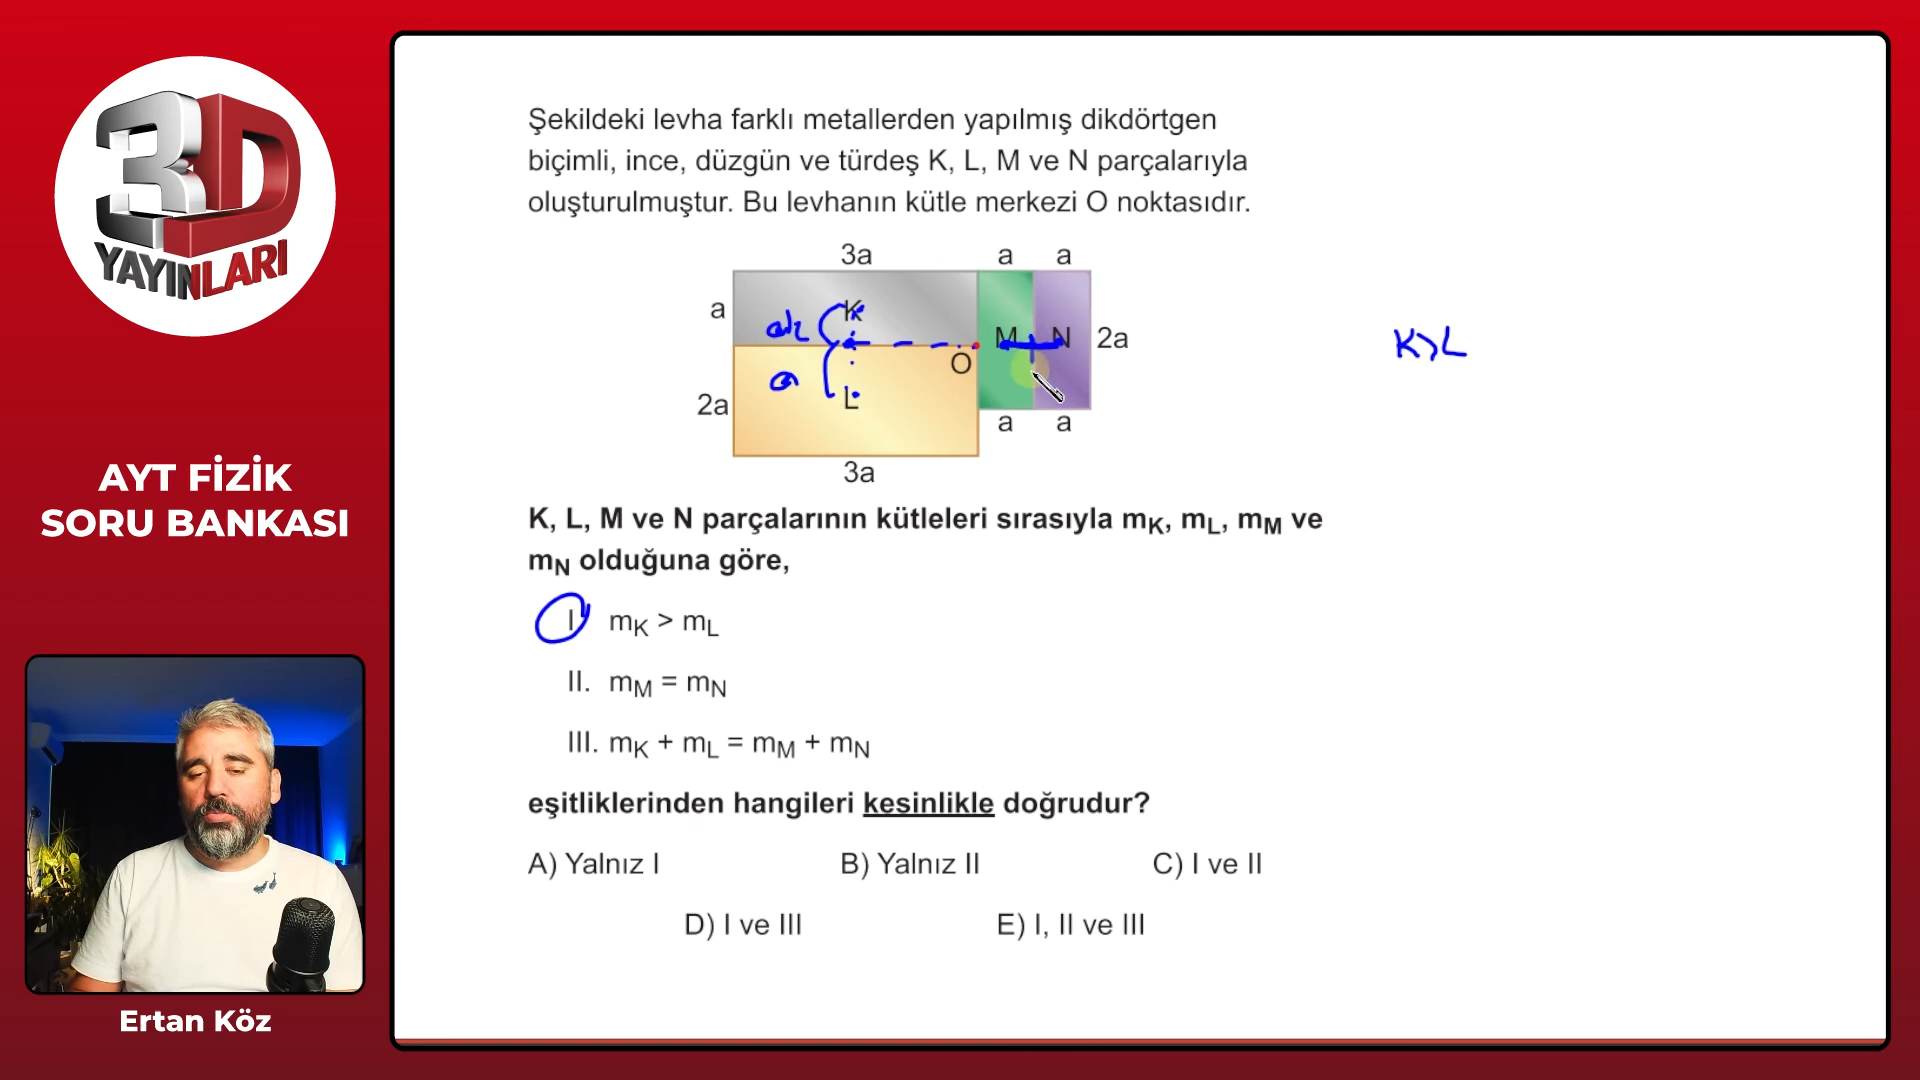 3D
YAYINLARI
AYT FİZİK
SORU BANKASI
Ertan Köz
Şekildeki levha farklı metallerden yapılmış dikdörtgen
biçimli, ince, düzgün ve türdeş K, L, M ve N parçalarıyla
oluşturulmuştur. Bu levhanın kütle merkezi O noktasıdır.
3a a a
a K
a/2
M N 2a
O
a
2a L
a a
3a
K>L
K, L, M ve N parçalarının kütleleri sırasıyla mK, mL, mM ve
mN olduğuna göre,
I. mK > mL
II. mM = mN
III. mK + mL = mM + mN
eşitliklerinden hangileri kesinlikle doğrudur?
A) Yalnız I B) Yalnız II C) I ve II
D) I ve III E) I, II ve III